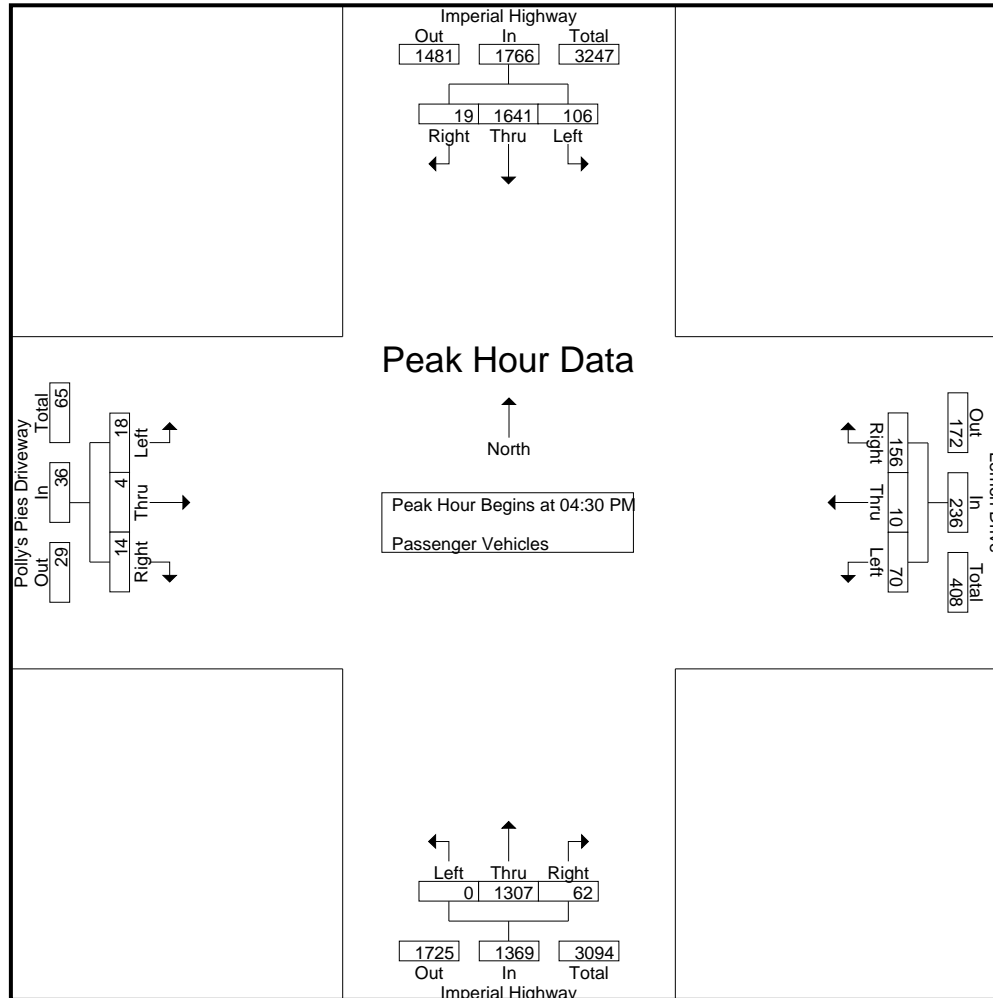 Imperial Highway
Out In Total
1481 1766 3247
19 1641 106
Right Thru Left
Peak Hour Data
North
Peak Hour Begins at 04:30 PM
Passenger Vehicles
Polly's Pies Driveway
Total In Out
65 36 29
18 4 14
Left Thru Right
Right Thru Left
156 10 70
172 236 408
Out In Total
Drive
Left Thru Right
0 1307 62
1725 1369 3094
Out In Total
Imperial Highway